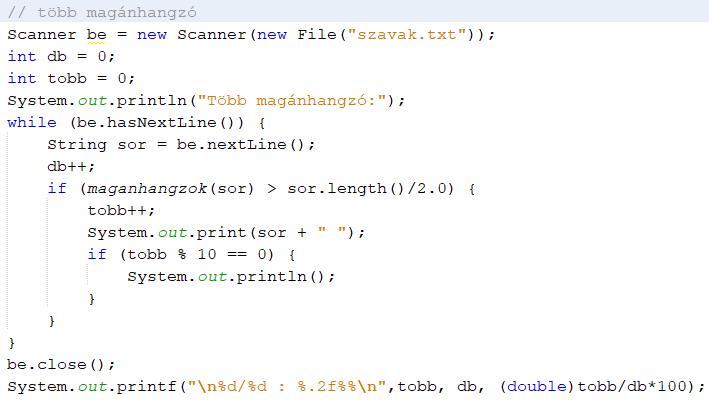 // több magánhangzó
Scanner be = new Scanner(new File("szavak.txt"));
int db = 0;
int tobb = 0;
System.out.println("Több magánhangzó:");
while (be.hasNextLine()) {
    String sor = be.nextLine();
    db++;
    if (maganhangzok(sor) > sor.length()/2.0) {
        tobb++;
        System.out.print(sor + " ");
        if (tobb % 10 == 0) {
            System.out.println();
        }
    }
}
be.close();
System.out.printf("\n%d/%d : %.2f%%\n",tobb, db, (double)tobb/db*100);